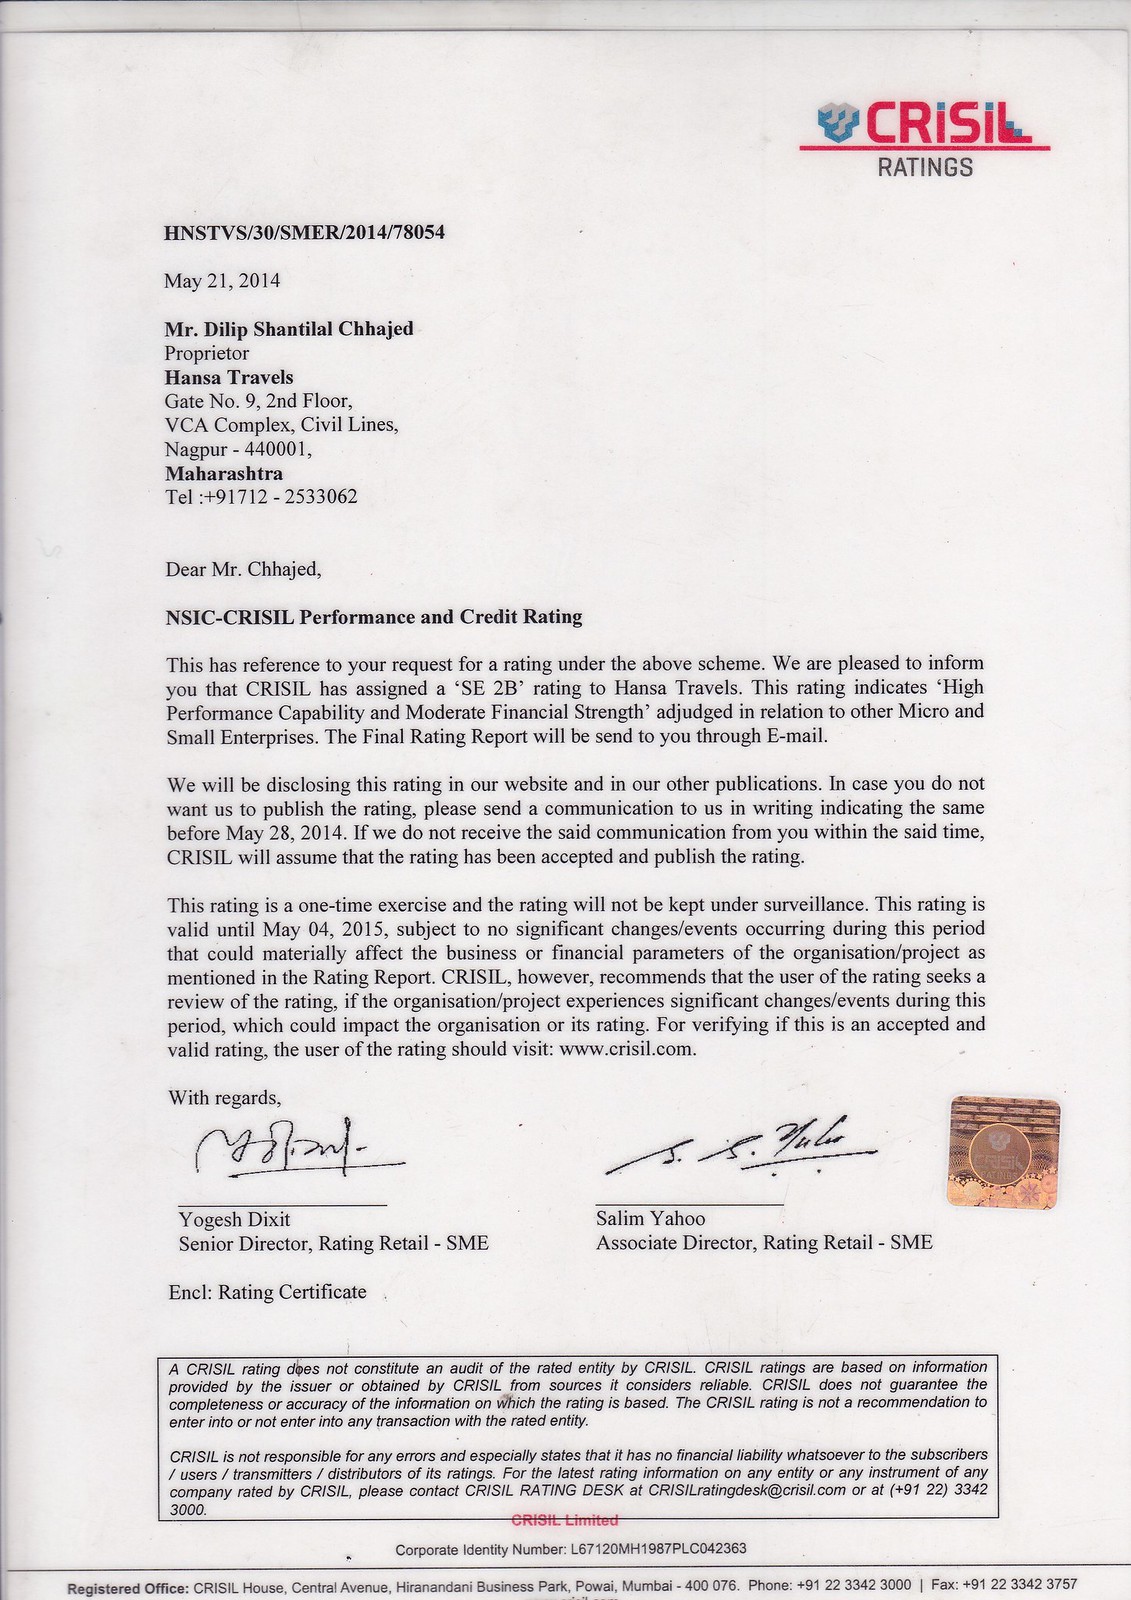 CRISIL
RATINGS
HNSTVS/30/SMER/2014/78054
May 21, 2014
Mr. Dilip Shantilal Chhajed
Proprietor
Hansa Travels
Gate No. 9, 2nd Floor,
VCA Complex, Civil Lines,
Nagpur - 440001,
Maharashtra
Tel :+91712 - 2533062
Dear Mr. Chhajed,
NSIC-CRISIL Performance and Credit Rating
This has reference to your request for a rating under the above scheme. We are pleased to inform
you that CRISIL has assigned a ‘SE 2B’ rating to Hansa Travels. This rating indicates ‘High
Performance Capability and Moderate Financial Strength’ adjudged in relation to other Micro and
Small Enterprises. The Final Rating Report will be send to you through E-mail.
We will be disclosing this rating in our website and in our other publications. In case you do not
want us to publish the rating, please send a communication to us in writing indicating the same
before May 28, 2014. If we do not receive the said communication from you within the said time,
CRISIL will assume that the rating has been accepted and publish the rating.
This rating is a one-time exercise and the rating will not be kept under surveillance. This rating is
valid until May 04, 2015, subject to no significant changes/events occurring during this period
that could materially affect the business or financial parameters of the organisation/project as
mentioned in the Rating Report. CRISIL, however, recommends that the user of the rating seeks a
review of the rating, if the organisation/project experiences significant changes/events during this
period, which could impact the organisation or its rating. For verifying if this is an accepted and
valid rating, the user of the rating should visit: www.crisil.com.
With regards,
CRISIL
RATINGS
Yogesh Dixit
Senior Director, Rating Retail - SME
Salim Yahoo
Associate Director, Rating Retail - SME
Encl: Rating Certificate
A CRISIL rating does not constitute an audit of the rated entity by CRISIL. CRISIL ratings are based on information
provided by the issuer or obtained by CRISIL from sources it considers reliable. CRISIL does not guarantee the
completeness or accuracy of the information on which the rating is based. The CRISIL rating is not a recommendation to
enter into or not enter into any transaction with the rated entity.
CRISIL is not responsible for any errors and especially states that it has no financial liability whatsoever to the subscribers
/ users / transmitters / distributors of its ratings. For the latest rating information on any entity or any instrument of any
company rated by CRISIL, please contact CRISIL RATING DESK at CRISILratingdesk@crisil.com or at (+91 22) 3342
3000.
CRISIL Limited
Corporate Identity Number: L67120MH1987PLC042363
Registered Office: CRISIL House, Central Avenue, Hiranandani Business Park, Powai, Mumbai - 400 076. Phone: +91 22 3342 3000 | Fax: +91 22 3342 3757